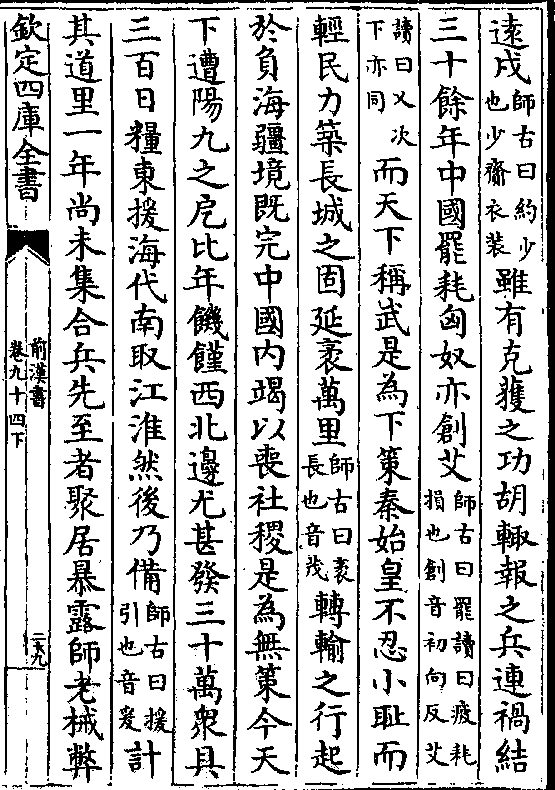 遠戍師古曰約少也少齎衣裝雖有克獲之功胡輙報之兵連禍結
三十餘年中國罷耗匈奴亦創艾師古曰罷讀曰疲耗損也創音初向反艾
讀曰乂次下亦同而天下稱武是為下策秦始皇不忍小耻而
輕民力築長城之固延袤萬里師古曰袤長也音茂轉輸之行起
於負海疆境既完中國内竭以喪社稷是為無策今天
下遭陽九之戹比年饑饉西北邊尤甚發三十萬衆具
三百日糧東援海代南取江淮然後乃備師古曰援引也音爰計
其道里一年尚未集合兵先至者聚居暴露師老械弊
欽定四庫全書
前漢書
卷九十四下
二十九